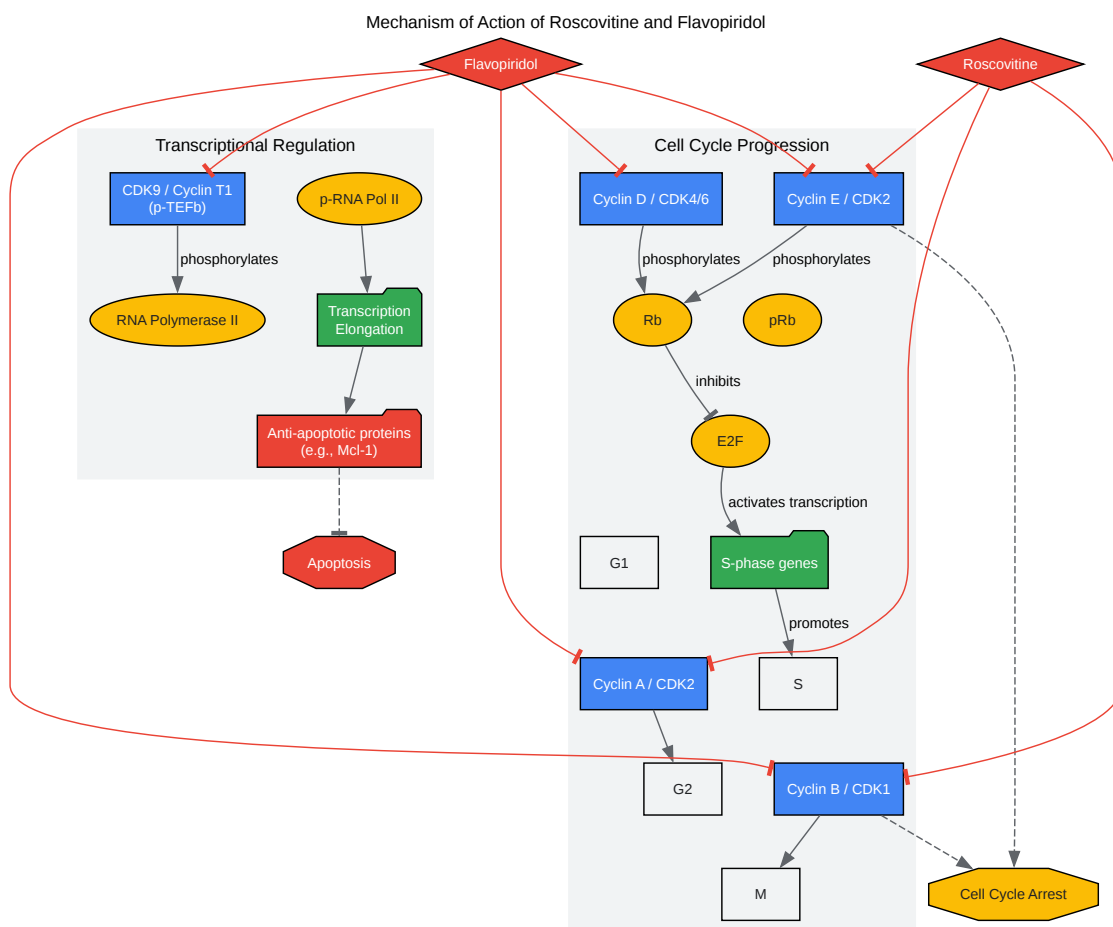 Mechanism of Action of Roscovitine and Flavopiridol
Flavopiridol
Roscovitine
Transcriptional Regulation
Cell Cycle Progression
CDK9 / Cyclin T1
(p-TEFb)
p-RNA Pol II
Cyclin D / CDK4/6
Cyclin E / CDK2
phosphorylates
phosphorylates
phosphorylates
RNA Polymerase II
Transcription
Elongation
Rb
pRb
inhibits
Anti-apoptotic proteins
(e.g., Mcl-1)
E2F
activates transcription
Apoptosis
G1
S-phase genes
promotes
Cyclin A / CDK2
S
G2
Cyclin B / CDK1
M
Cell Cycle Arrest